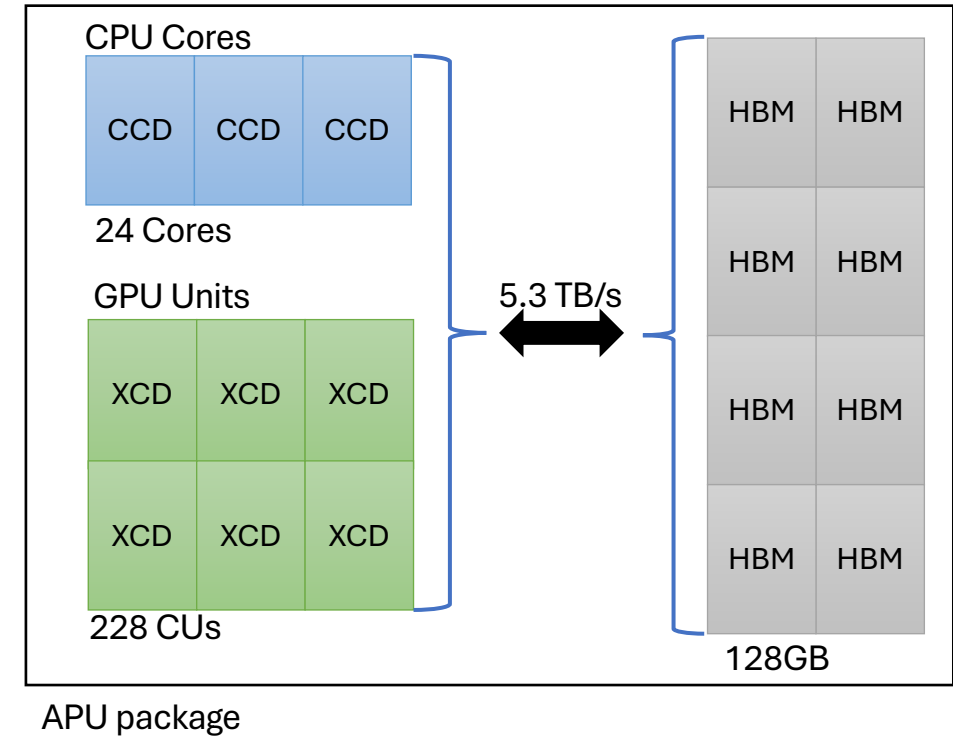 CPU Cores
CCD CCD CCD
24 Cores
GPU Units
XCD XCD XCD
XCD XCD XCD
228 CUs
5.3 TB/s
HBM HBM
HBM HBM
HBM HBM
HBM HBM
128GB
APU package